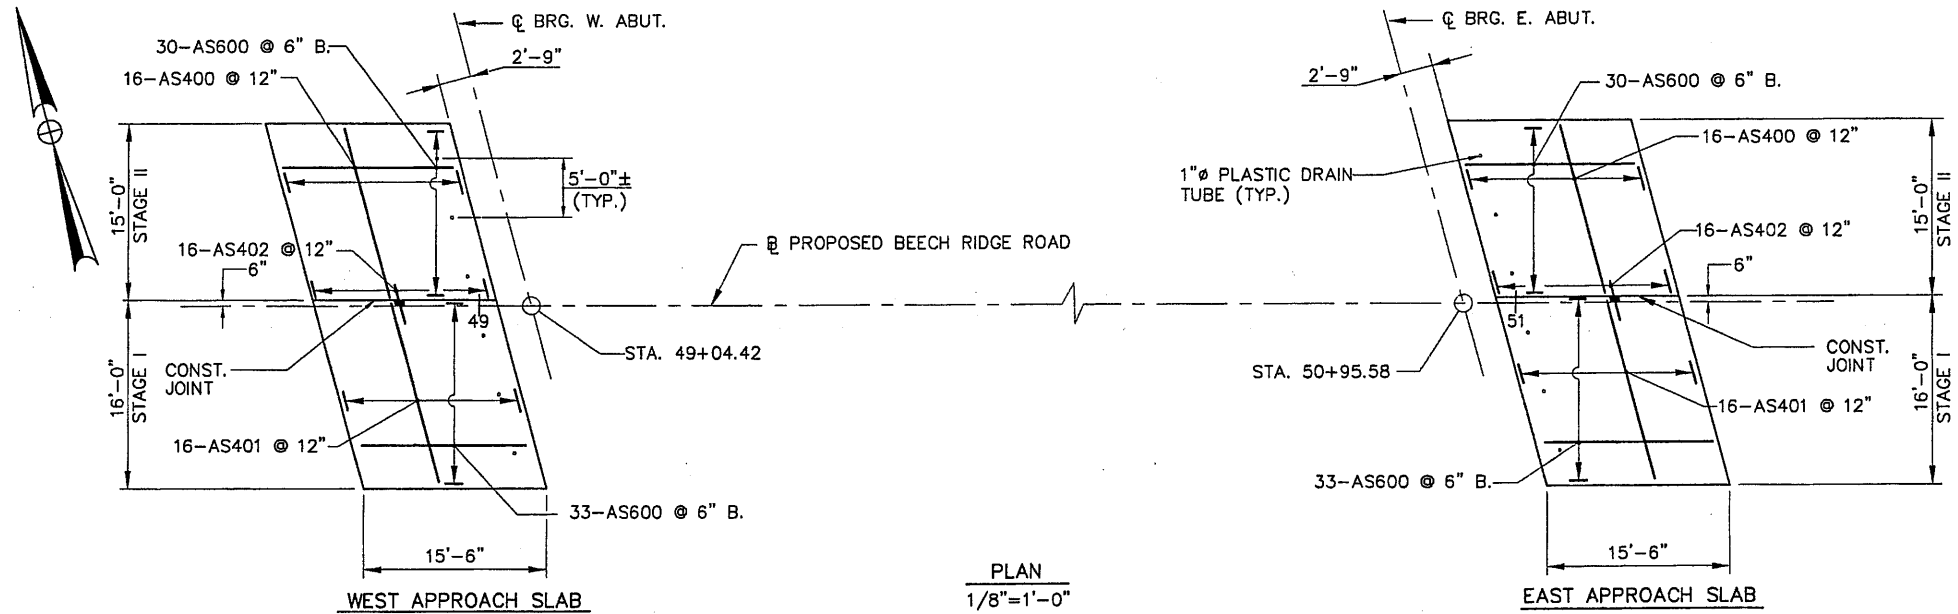 ℄ BRG. W. ABUT.
30-AS600 @ 6" B.
2'-9"
16-AS400 @ 12"
15'-0"
STAGE II
5'-0"±
(TYP.)
16-AS402 @ 12"
6"
49
STA. 49+04.42
CONST.
JOINT
16'-0"
STAGE I
16-AS401 @ 12"
33-AS600 @ 6" B.
15'-6"
WEST APPROACH SLAB
PROPOSED BEECH RIDGE ROAD
PLAN
1/8"=1'-0"
℄ BRG. E. ABUT.
2'-9"
30-AS600 @ 6" B.
16-AS400 @ 12"
1"ø PLASTIC DRAIN
TUBE (TYP.)
15'-0"
STAGE II
16-AS402 @ 12"
6"
51
STA. 50+95.58
CONST.
JOINT
16-AS401 @ 12"
16'-0"
STAGE I
33-AS600 @ 6" B.
15'-6"
EAST APPROACH SLAB